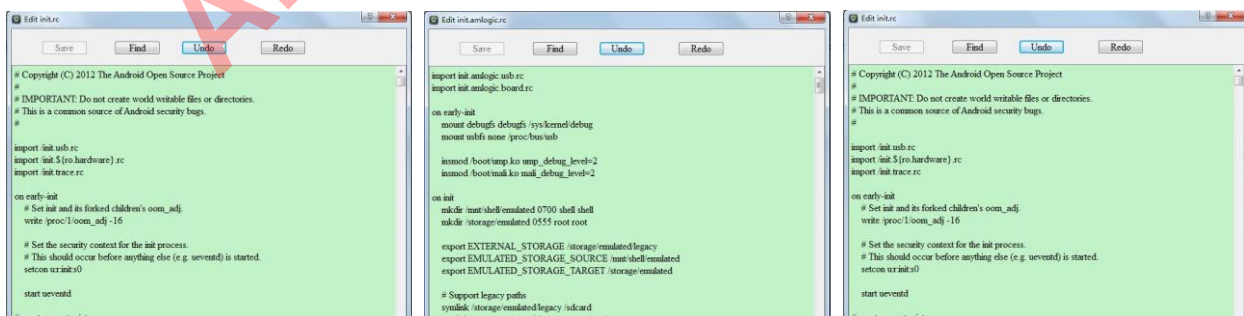 Edit init.rc
Save Find Undo Redo
# Copyright (C) 2012 The Android Open Source Project
#
# IMPORTANT: Do not create world writable files or directories.
# This is a common source of Android security bugs.
#
import /init.usb.rc
import /init.${ro.hardware}.rc
import /init.trace.rc
on early-init
# Set init and its forked children's oom_adj.
write /proc/1/oom_adj -16
# Set the security context for the init process.
# This should occur before anything else (e.g. ueventd) is started.
setcon u:r:init:s0
start ueventd
Edit init.amlogic.rc
Save Find Undo Redo
import init.amlogic.usb.rc
import init.amlogic.board.rc
on early-init
mount debugfs debugfs /sys/kernel/debug
mount usbfs none /proc/bus/usb
insmod /boot/ump.ko ump_debug_level=2
insmod /boot/mali.ko mali_debug_level=2
on init
mkdir /mnt/shell/emulated 0700 shell shell
mkdir /storage/emulated 0555 root root
export EXTERNAL_STORAGE /storage/emulated/legacy
export EMULATED_STORAGE_SOURCE /mnt/shell/emulated
export EMULATED_STORAGE_TARGET /storage/emulated
# Support legacy paths
symlink /storage/emulated/legacy /sdcard
Edit init.rc
Save Find Undo Redo
# Copyright (C) 2012 The Android Open Source Project
#
# IMPORTANT: Do not create world writable files or directories.
# This is a common source of Android security bugs.
#
import /init.usb.rc
import /init.${ro.hardware}.rc
import /init.trace.rc
on early-init
# Set init and its forked children's oom_adj.
write /proc/1/oom_adj -16
# Set the security context for the init process.
# This should occur before anything else (e.g. ueventd) is started.
setcon u:r:init:s0
start ueventd